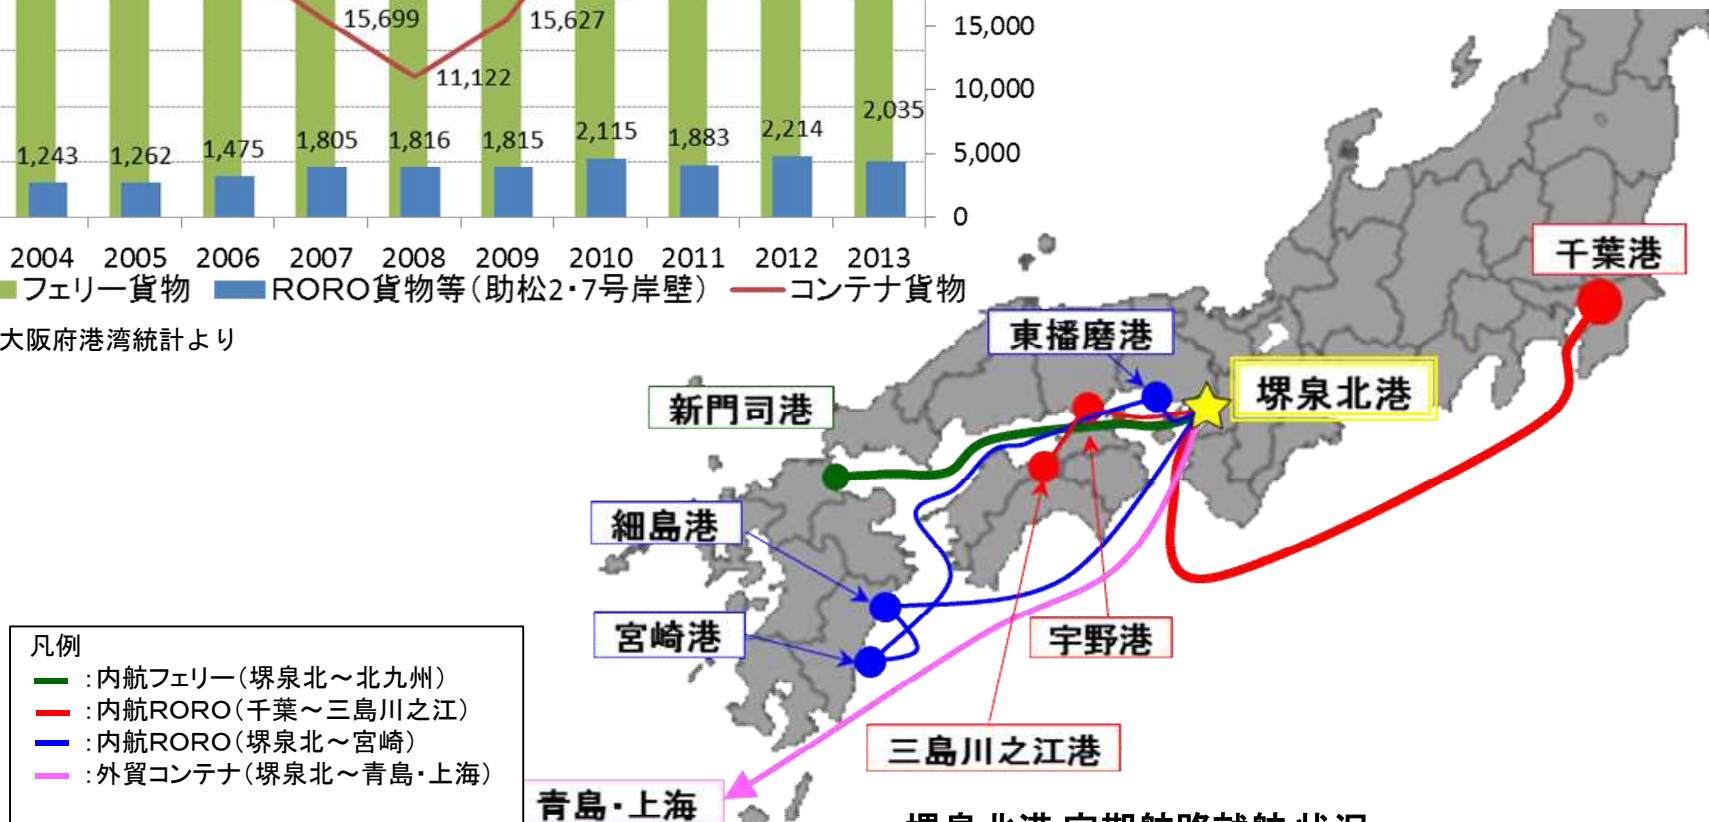 15,699
15,627
11,122
15,000
10,000
5,000
0
1,243 1,262 1,475 1,805 1,816 1,815 2,115 1,883 2,214 2,035
2004 2005 2006 2007 2008 2009 2010 2011 2012 2013
フェリー貨物 RORO貨物等(助松2・7号岸壁) コンテナ貨物
大阪府港湾統計より
千葉港
東播磨港
堺泉北港
新門司港
細島港
宮崎港
宇野港
三島川之江港
青島・上海
凡例
:内航フェリー(堺泉北~北九州)
:内航RORO(千葉~三島川之江)
:内航RORO(堺泉北~宮崎)
:外貿コンテナ(堺泉北~青島・上海)